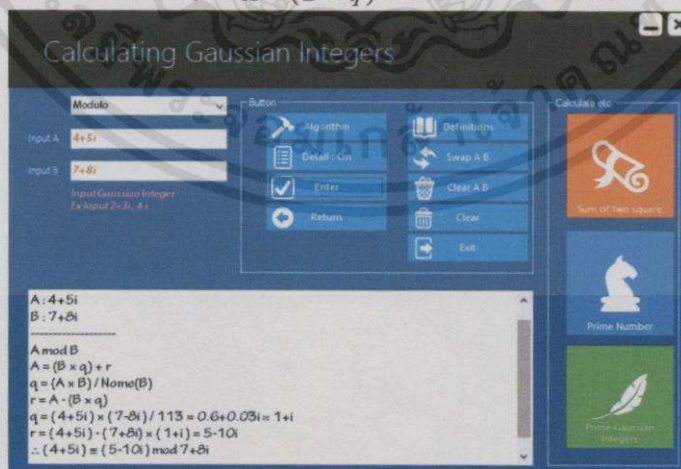 Calculating Gaussian Integers
Modulo
Input A
4+5i
Input B
7+8i
Input Gaussian Integer
Ex Input 2+3i, 4-i
Button
Algorithm
Detail : On
Enter
Return
Definitions
Swap A B
Clear A B
Clear
Exit
Calculate etc
Sum of two square
Prime Number
Prime Gaussian
Integers
A : 4+5i
B : 7+8i
--------------------
A mod B
A = (B x q) + r
q = (A x B) / Nome(B)
r = A - (B x q)
q = (4+5i) x (7-8i) / 113 = 0.6+0.03i ≈ 1+i
r = (4+5i) - (7+8i) x (1+i) = 5-10i
∴ (4+5i) ≡ (5-10i) mod 7+8i